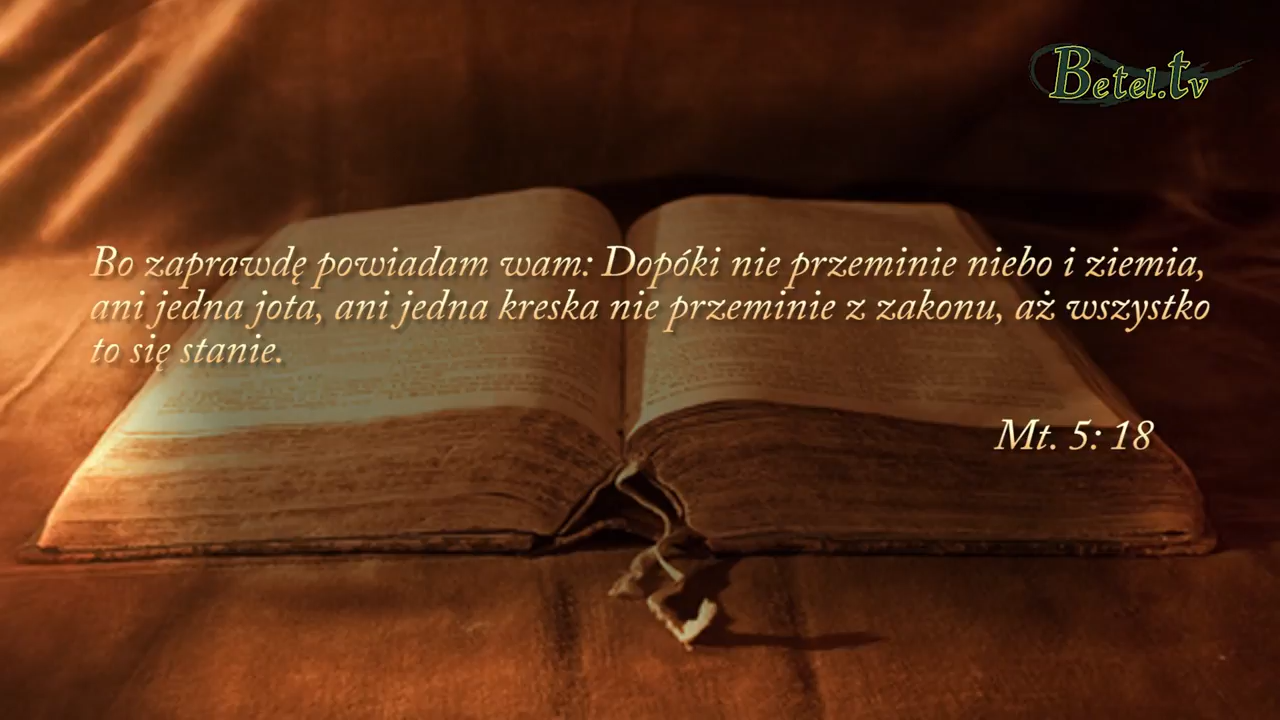 Betel.tv
Bo zaprawdę powiadam wam: Dopóki nie przeminie niebo i ziemia,
ani jedna jota, ani jedna kreska nie przeminie z zakonu, aż wszystko
to się stanie.
Mt. 5: 18